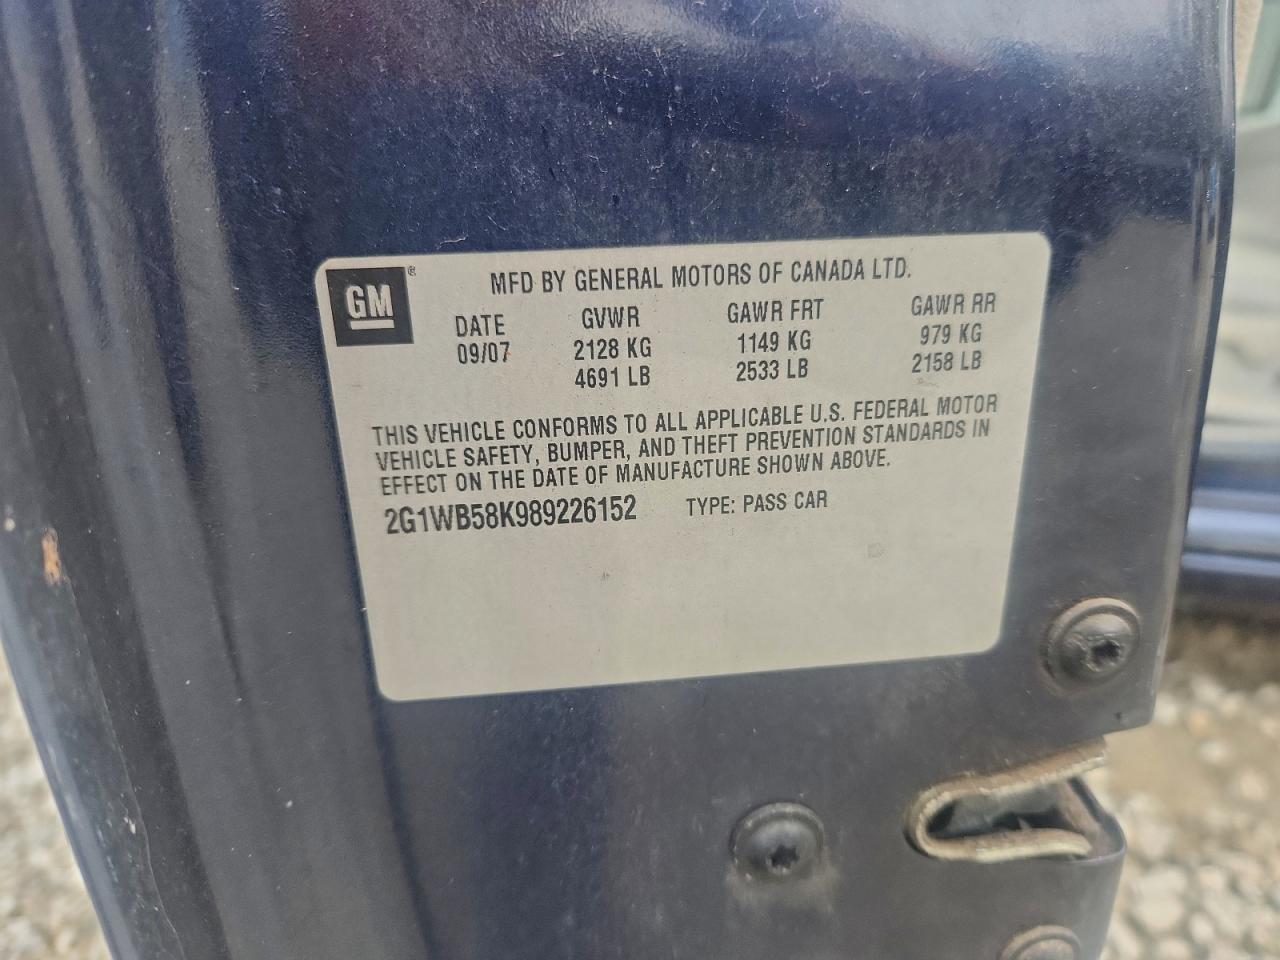 GM®
MFD BY GENERAL MOTORS OF CANADA LTD.
DATE GVWR GAWR FRT GAWR RR
09/07 2128 KG 1149 KG 979 KG
4691 LB 2533 LB 2158 LB
THIS VEHICLE CONFORMS TO ALL APPLICABLE U.S. FEDERAL MOTOR
VEHICLE SAFETY, BUMPER, AND THEFT PREVENTION STANDARDS IN
EFFECT ON THE DATE OF MANUFACTURE SHOWN ABOVE.
2G1WB58K989226152 TYPE: PASS CAR